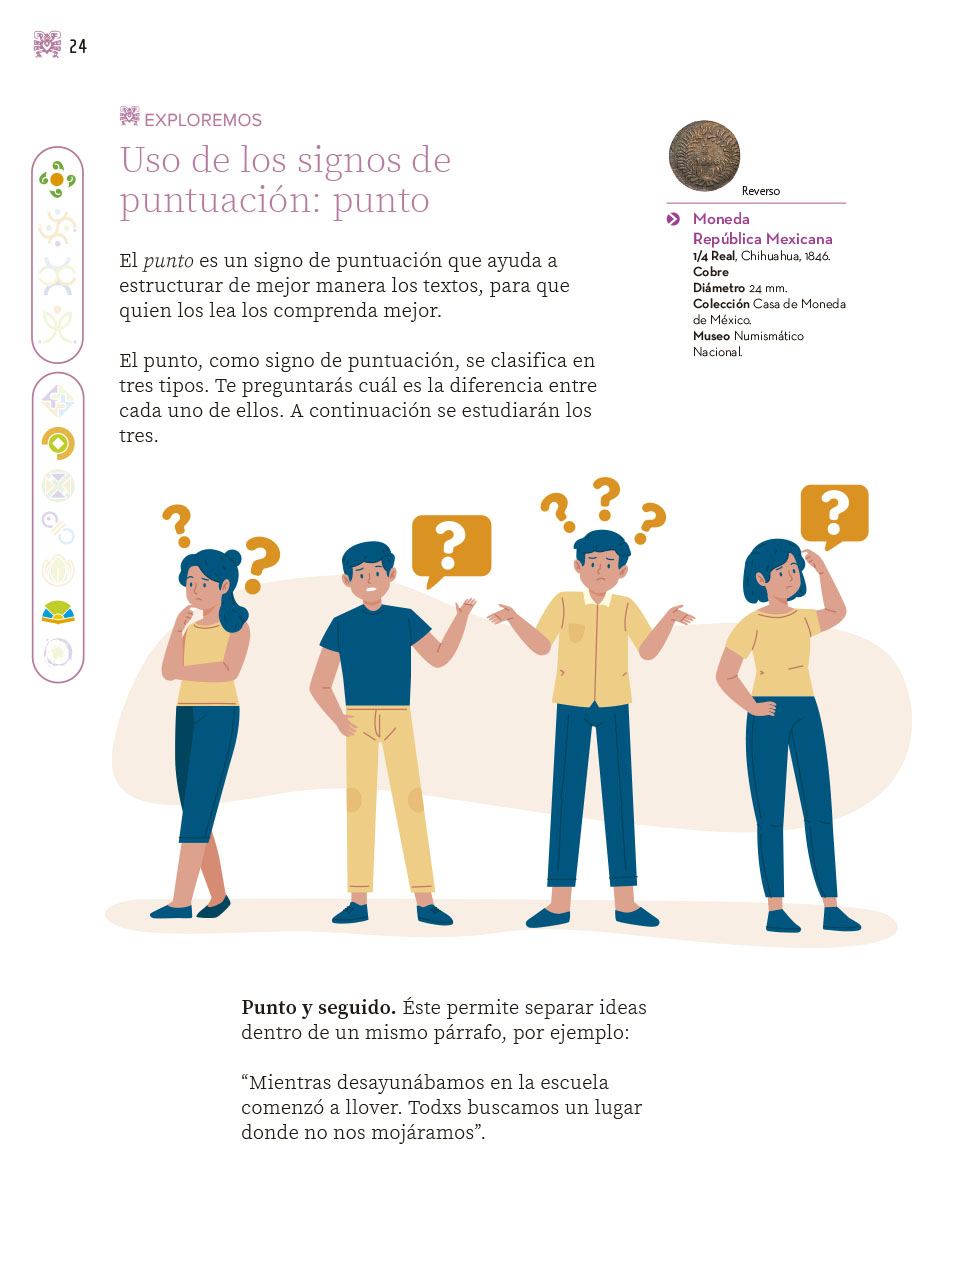 24
EXPLOREMOS
Uso de los signos de
puntuación: punto
El punto es un signo de puntuación que ayuda a
estructurar de mejor manera los textos, para que
quien los lea los comprenda mejor.
El punto, como signo de puntuación, se clasifica en
tres tipos. Te preguntarás cuál es la diferencia entre
cada uno de ellos. A continuación se estudiarán los
tres.
Reverso
Moneda
República Mexicana
1/4 Real, Chihuahua, 1846.
Cobre
Diámetro 24 mm.
Colección Casa de Moneda
de México.
Museo Numismático
Nacional.
?
?
?
?
?
?
?
Punto y seguido. Éste permite separar ideas
dentro de un mismo párrafo, por ejemplo:
“Mientras desayunábamos en la escuela
comenzó a llover. Todxs buscamos un lugar
donde no nos mojáramos”.